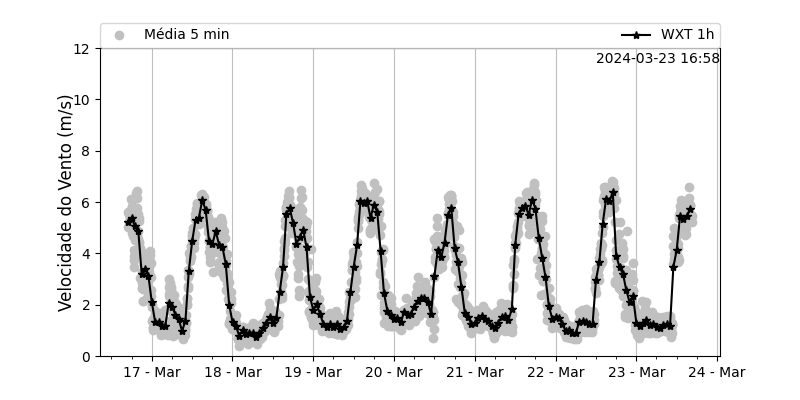 Média 5 min
WXT 1h
2024-03-23 16:58
Velocidade do Vento (m/s)
12
10
8
6
4
2
0
17 - Mar
18 - Mar
19 - Mar
20 - Mar
21 - Mar
22 - Mar
23 - Mar
24 - Mar